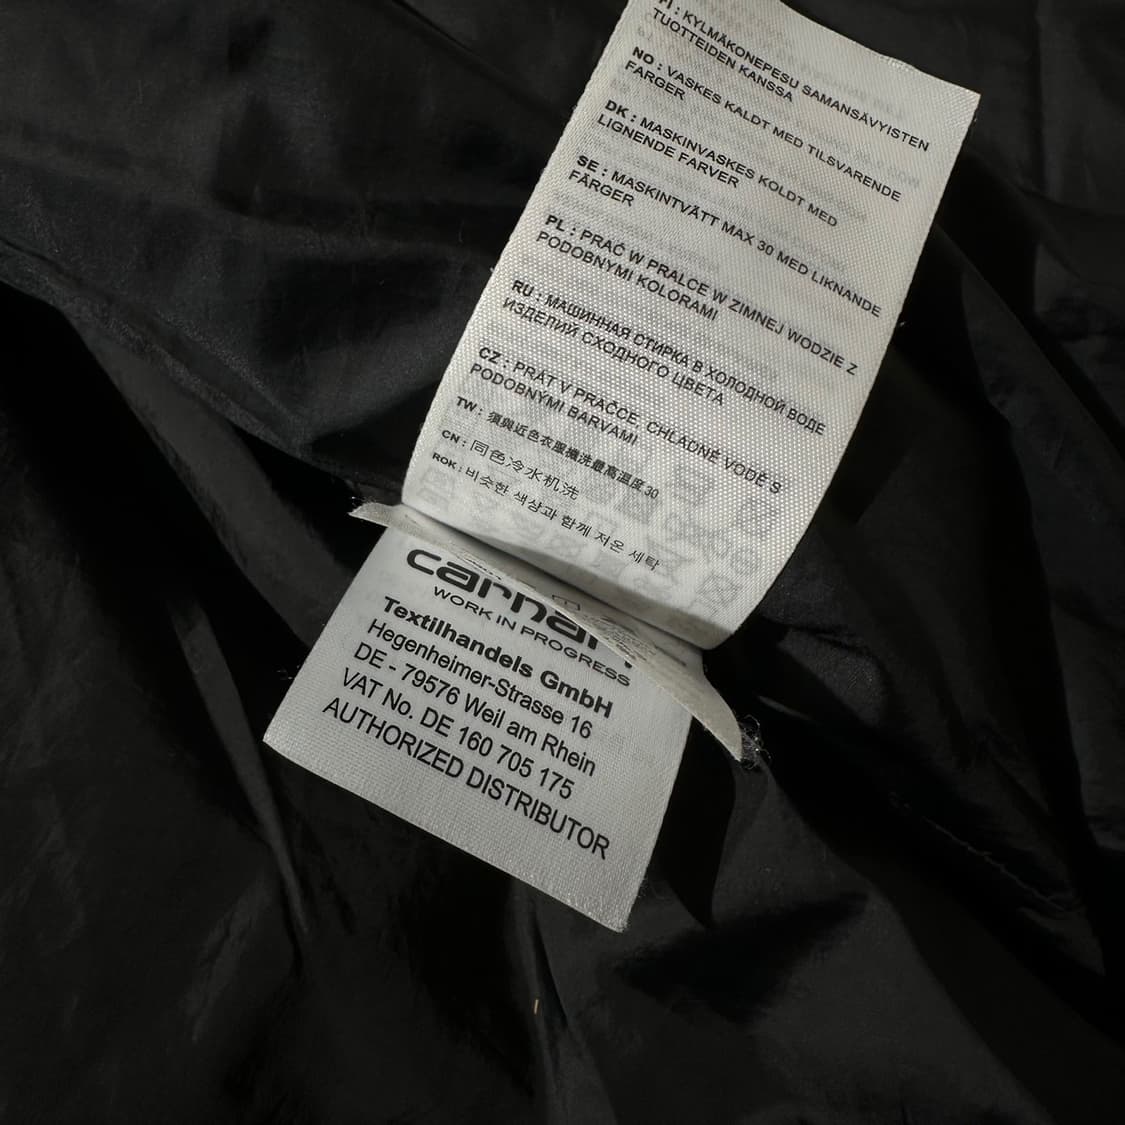 FI : KYLMÄKONEPESU SAMANSÄVYISTEN
TUOTTEIDEN KANSSA
NO : VASKES KALDT MED TILSVARENDE
FARGER
DK : MASKINVASKES KOLDT MED
LIGNENDE FARVER
SE : MASKINTVÄTT MAX 30 MED LIKNANDE
FÄRGER
PL : PRAĆ W PRALCE W ZIMNEJ WODZIE Z
PODOBNYMI KOLORAMI
RU : МАШИННАЯ СТИРКА В ХОЛОДНОЙ ВОДЕ
ИЗДЕЛИЙ СХОДНОГО ЦВЕТА
CZ : PRÁT V PRAČCE, CHLADNÉ VODĚ S
PODOBNÝMI BARVAMI
TW : 須與近色衣服機洗最高溫度30
CN : 同色冷水机洗
ROK : 비슷한 색상과 함께 저온 세탁
WORK IN PROGRESS
Textilhandels GmbH
Hegenheimer-Strasse 16
DE - 79576 Weil am Rhein
VAT No. DE 160 705 175
AUTHORIZED DISTRIBUTOR